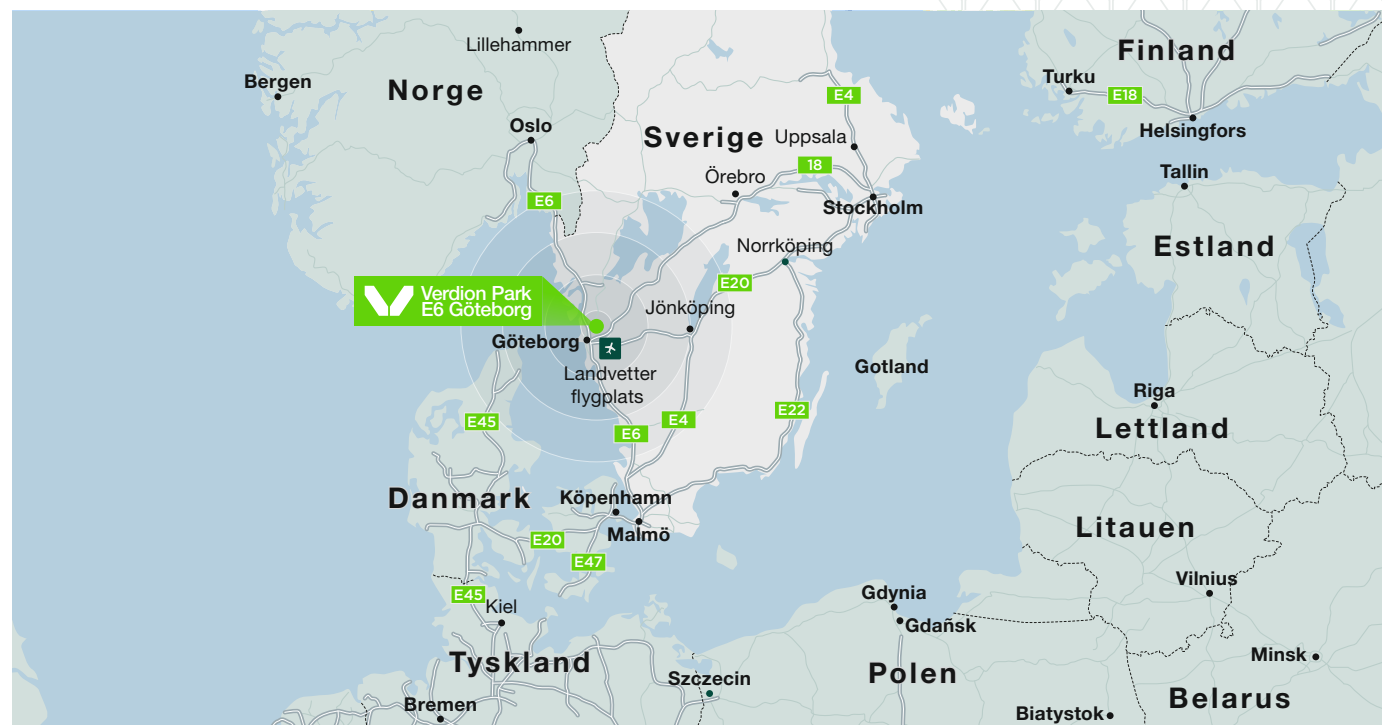 Lillehammer
Finland
Bergen
Norge
Turku
E4
E18
Oslo
Sverige
Uppsala
Helsingfors
18
Tallin
Örebro
E6
Stockholm
Norrköping
Estland
E20
Verdion Park
E6 Göteborg
Jönköping
Göteborg
Landvetter
flygplats
Gotland
Riga
E45
E6
E4
E22
Lettland
Danmark
Köpenhamn
Malmö
Litauen
E20
E47
Vilnius
E45
Kiel
Gdynia
Gdańsk
Tyskland
Minsk
Szczecin
Polen
Belarus
Bremen
Biatystok